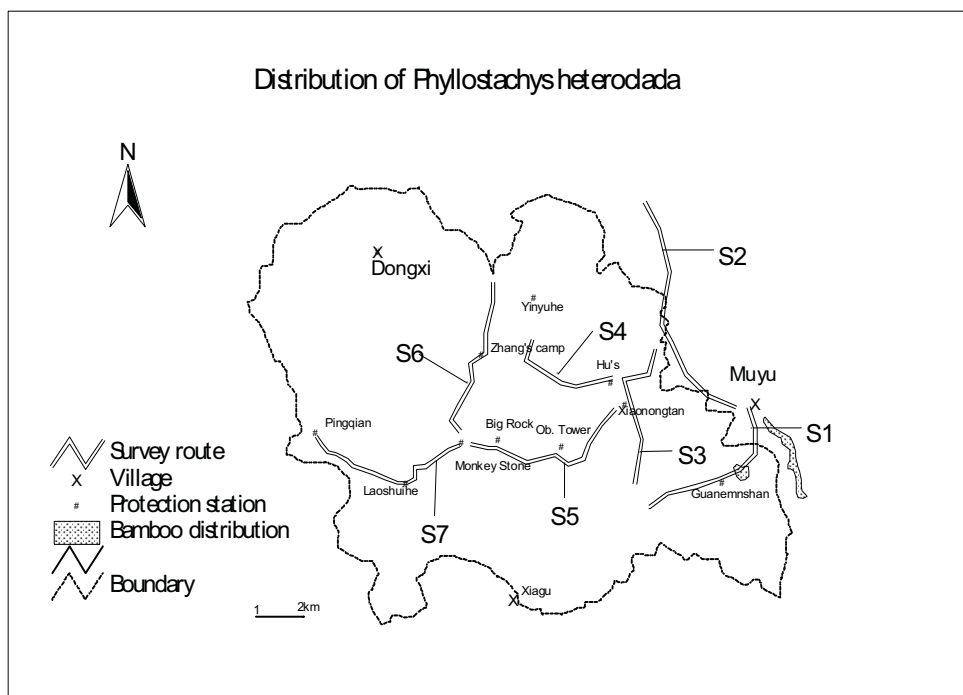 Distribution of Phyllostachys heteroclada
N
S2
Dongxi
Yinyuhe
S4
Zhang's camp
S6
Hu's
Muyu
Xiaonongtan
S1
Pingqian
Big Rock
Ob. Tower
S3
Monkey Stone
Laoshuihe
Guanemnshan
S5
S7
Survey route
x Village
# Protection station
Bamboo distribution
Boundary
Xiagu
1 2km